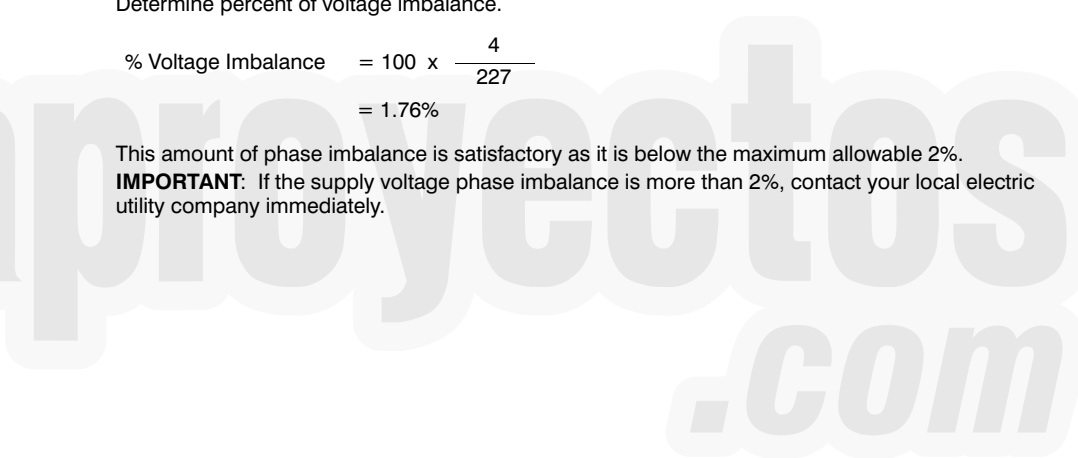 Determine percent of voltage imbalance.
% Voltage Imbalance = 100 x 4
227
= 1.76%
This amount of phase imbalance is satisfactory as it is below the maximum allowable 2%.
IMPORTANT: If the supply voltage phase imbalance is more than 2%, contact your local electric
utility company immediately.
aproyectos
.com